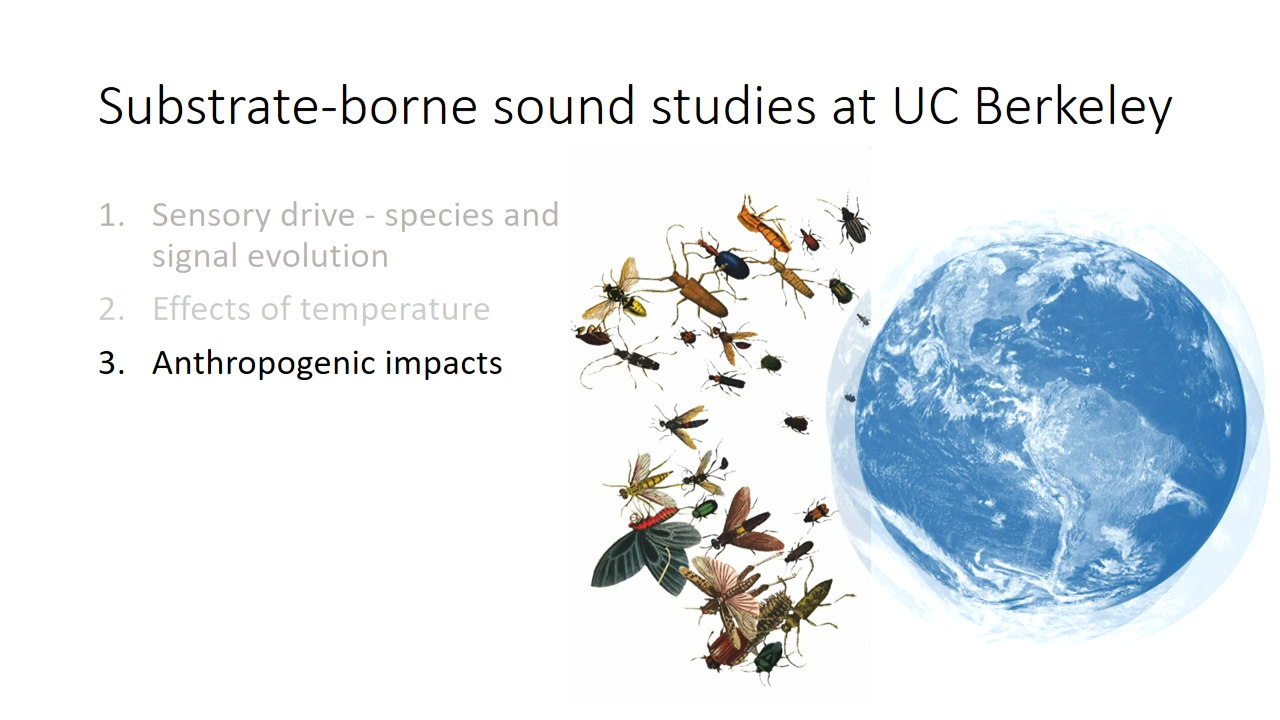 Substrate-borne sound studies at UC Berkeley
1. Sensory drive - species and
signal evolution
2. Effects of temperature
3. Anthropogenic impacts